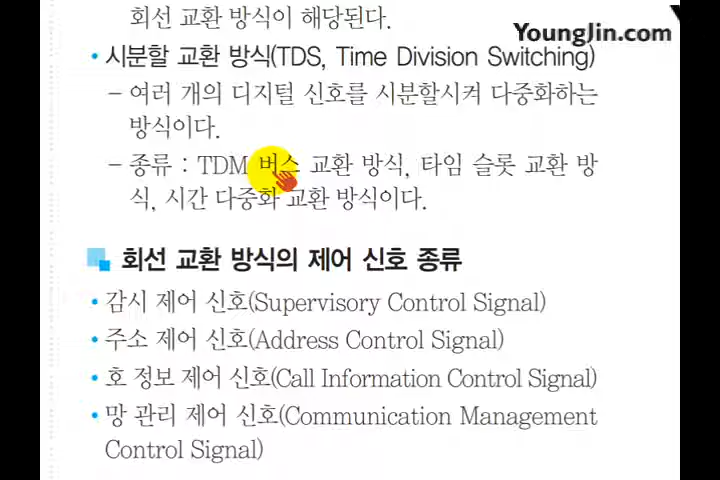 회선 교환 방식이 해당된다.
YoungJin.com
• 시분할 교환 방식(TDS, Time Division Switching)
– 여러 개의 디지털 신호를 시분할시켜 다중화하는
방식이다.
– 종류 : TDM 버스 교환 방식, 타임 슬롯 교환 방
식, 시간 다중화 교환 방식이다.
회선 교환 방식의 제어 신호 종류
• 감시 제어 신호(Supervisory Control Signal)
• 주소 제어 신호(Address Control Signal)
• 호 정보 제어 신호(Call Information Control Signal)
• 망 관리 제어 신호(Communication Management
Control Signal)